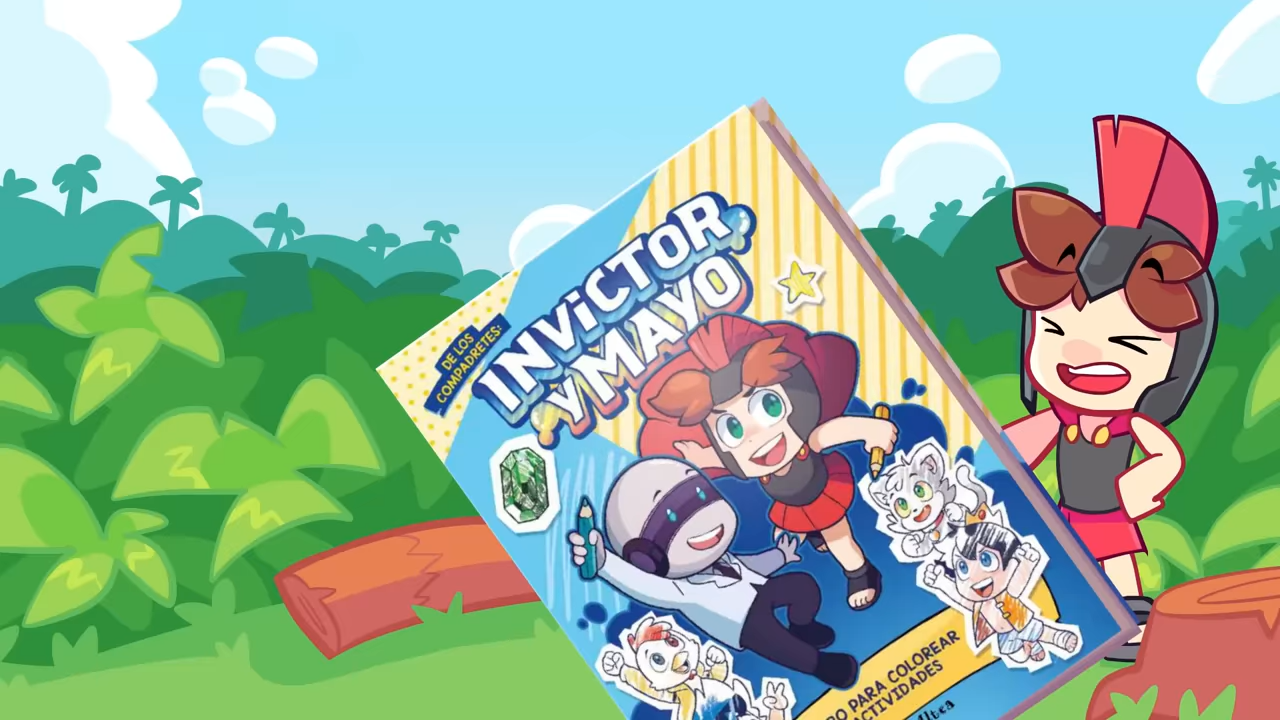 DE LOS
COMPADRETES:
INViCTOR
Y MAYO
PARA COLOREAR
ACTIVIDADES